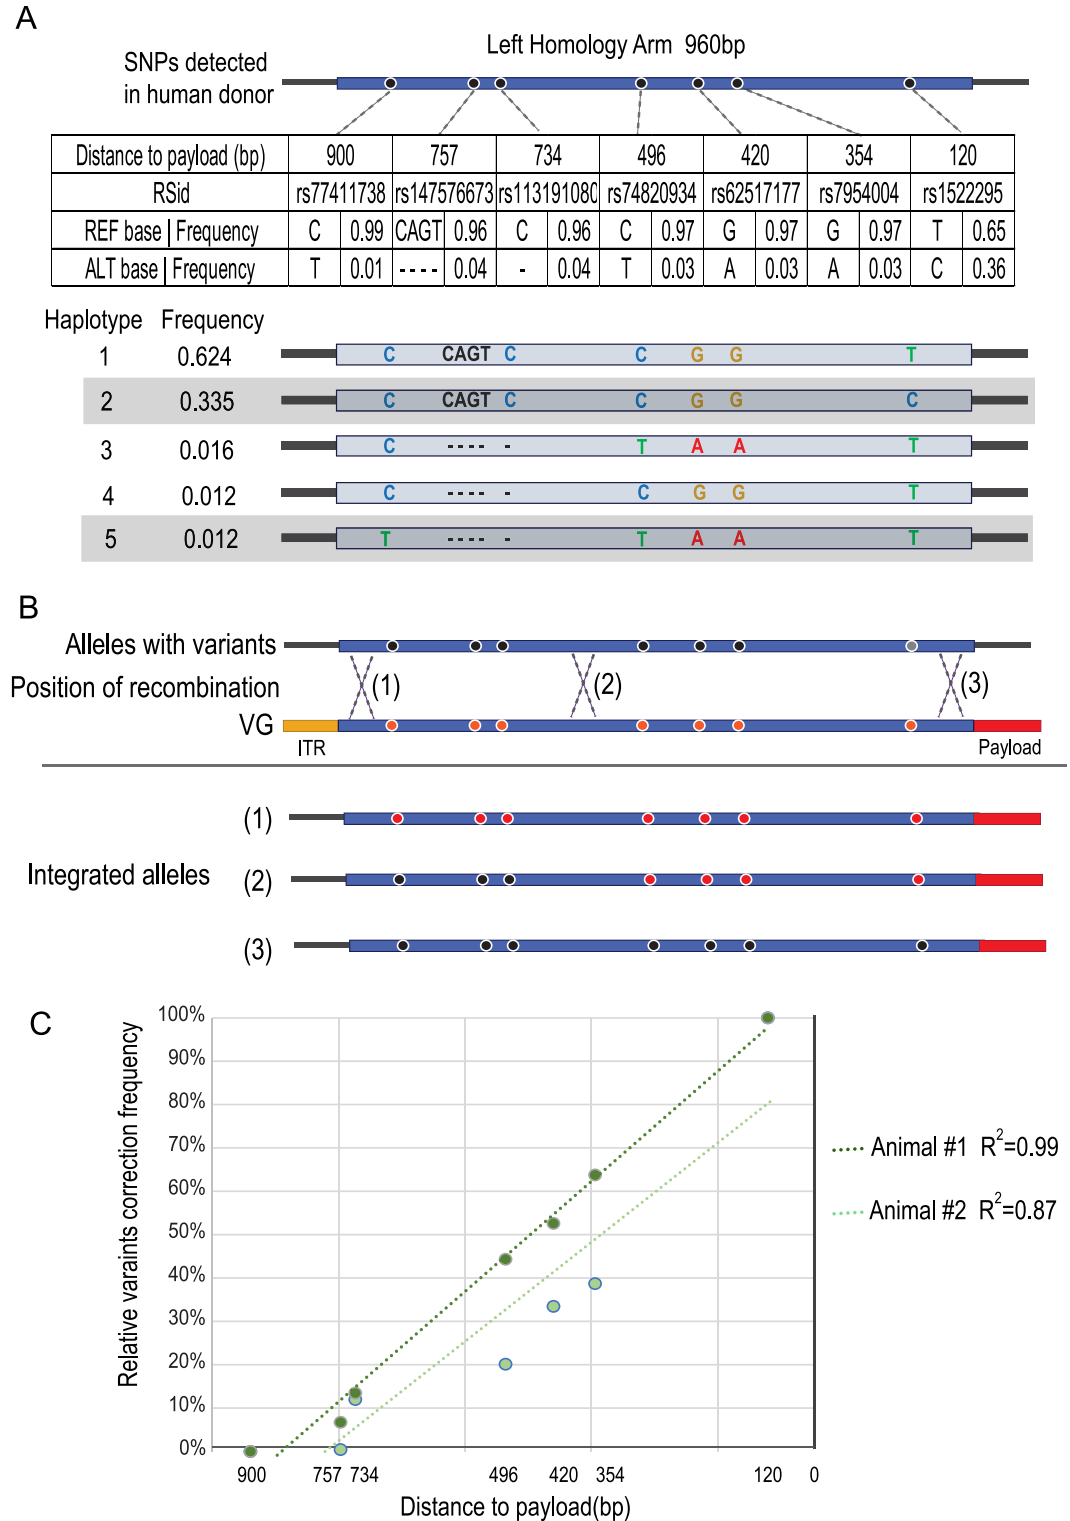 A
Left Homology Arm 960bp
SNPs detected
in human donor
Distance to payload (bp) 900 757 734 496 420 354 120
RSid rs77411738 rs147576673 rs113191080 rs74820934 rs62517177 rs7954004 rs1522295
REF base | Frequency C 0.99 CAGT 0.96 C 0.96 C 0.97 G 0.97 G 0.97 T 0.65
ALT base | Frequency T 0.01 ---- 0.04 - 0.04 T 0.03 A 0.03 A 0.03 C 0.36
Haplotype Frequency
1 0.624 C CAGT C C G G T
2 0.335 C CAGT C C G G C
3 0.016 C ---- - T A A T
4 0.012 C ---- - C G G T
5 0.012 T ---- - T A A T
B
Alleles with variants
Position of recombination (1) (2) (3)
VG
ITR Payload
(1)
Integrated alleles (2)
(3)
C
Relative varaints correction frequency
100%
90%
80%
70%
60%
50%
40%
30%
20%
10%
0%
900 757 734 496 420 354 120 0
Distance to payload(bp)
Animal #1 R²=0.99
Animal #2 R²=0.87